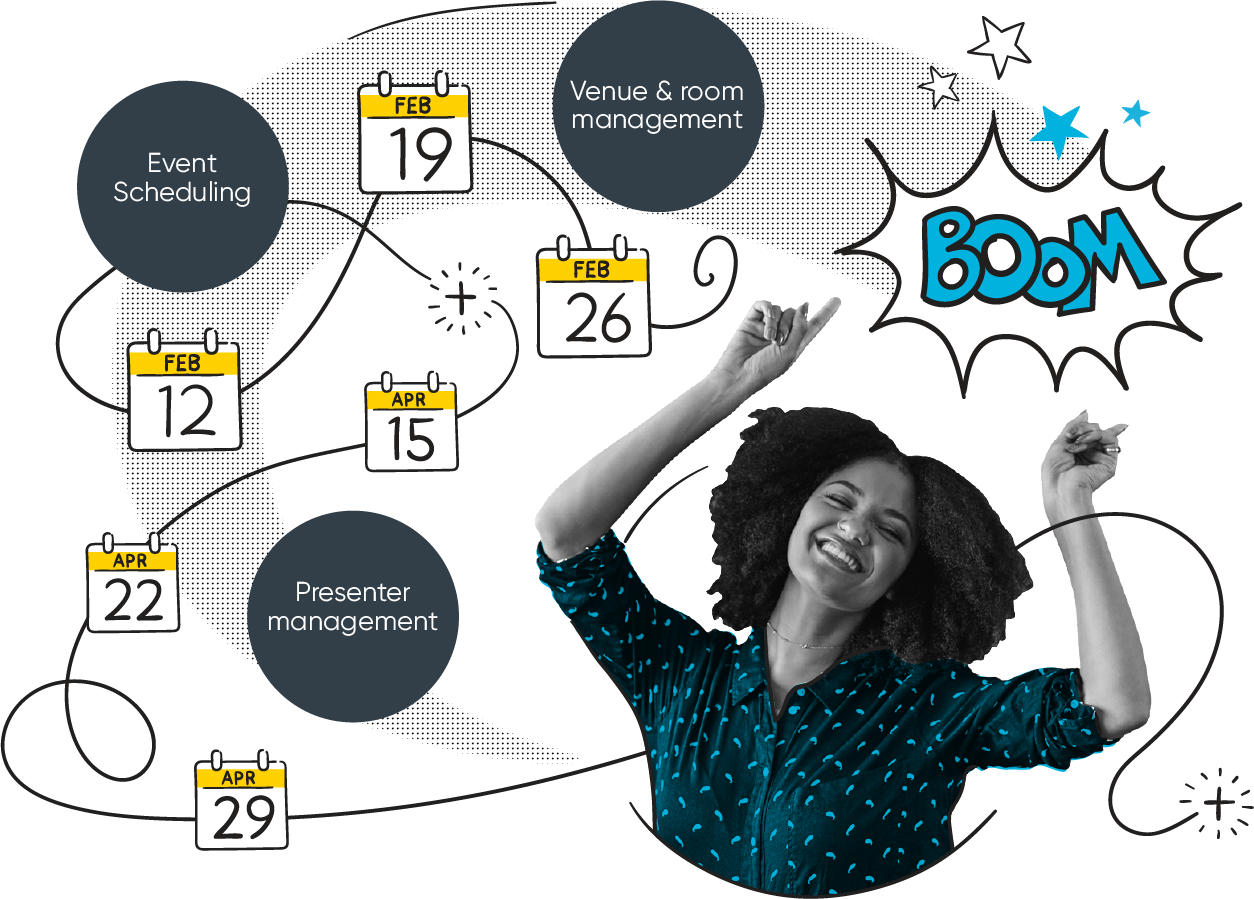 Venue & room
management
FEB
19
Event
Scheduling
BOOM
FEB
26
FEB
12
APR
15
APR
22
Presenter
management
APR
29